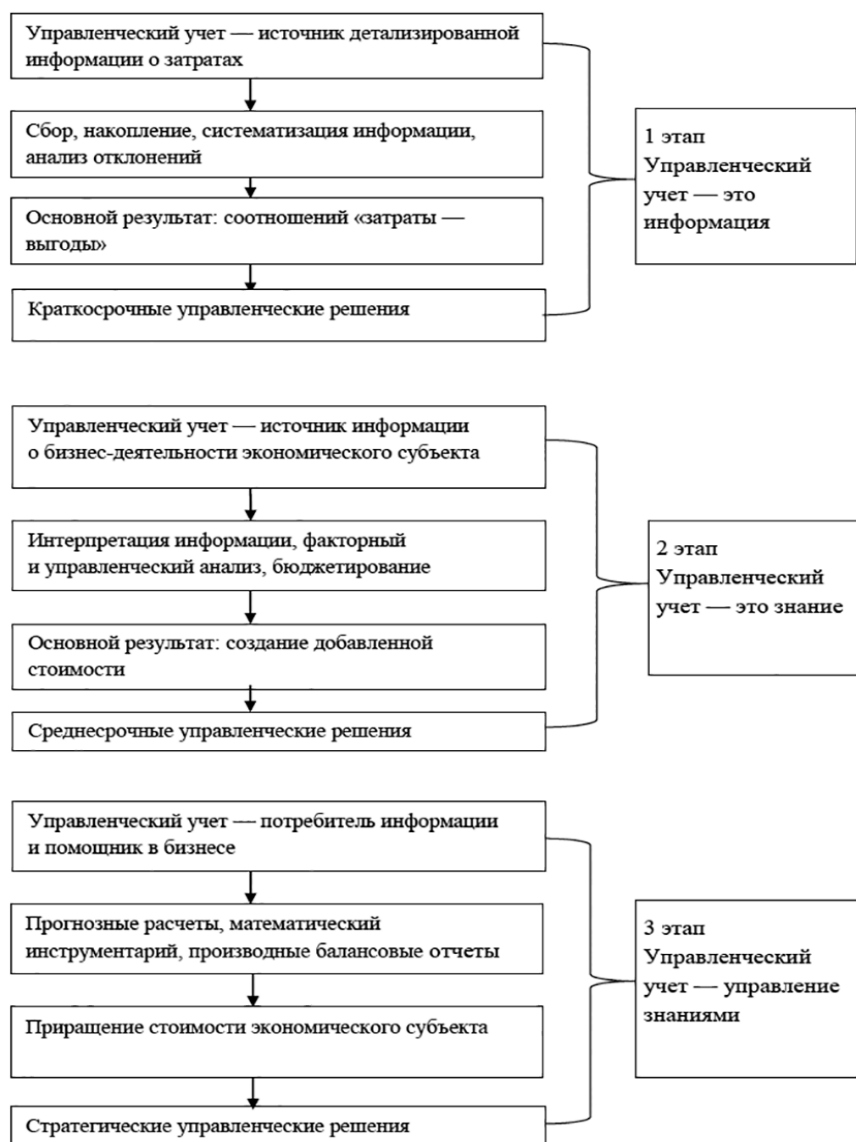 Управленческий учет — источник детализированной
информации о затратах
Сбор, накопление, систематизация информации,
анализ отклонений
Основной результат: соотношений «затраты —
выгоды»
Краткосрочные управленческие решения
1 этап
Управленческий
учет — это
информация
Управленческий учет — источник информации
о бизнес-деятельности экономического субъекта
Интерпретация информации, факторный
и управленческий анализ, бюджетирование
Основной результат: создание добавленной
стоимости
Среднесрочные управленческие решения
2 этап
Управленческий
учет — это знание
Управленческий учет — потребитель информации
и помощник в бизнесе
Прогнозные расчеты, математический
инструментарий, производные балансовые отчеты
Приращение стоимости экономического субъекта
Стратегические управленческие решения
3 этап
Управленческий
учет — управление
знаниями